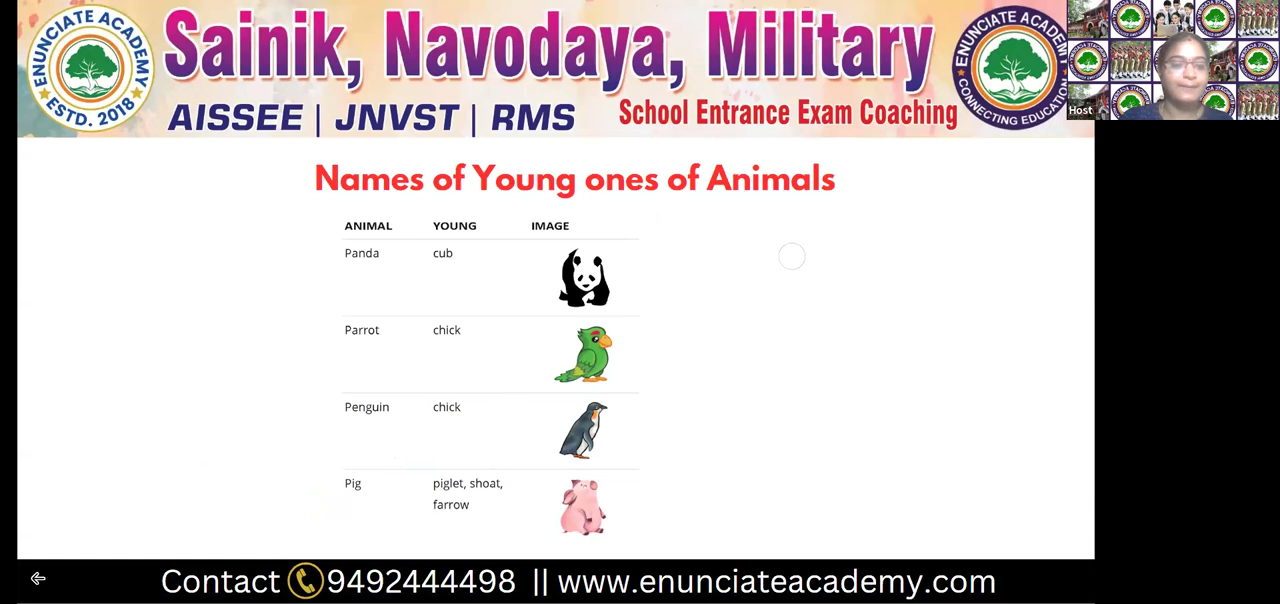 ENUNCIATE ACADEMY
ESTD. 2018
Sainik, Navodaya, Military
AISSEE | JNVST | RMS
School Entrance Exam Coaching
ENUNCIATE ACADEMY
CONNECTING EDUCATION
Host
Names of Young ones of Animals
ANIMAL YOUNG IMAGE
Panda cub
Parrot chick
Penguin chick
Pig piglet, shoat,
farrow
Contact 9492444498 || www.enunciateacademy.com